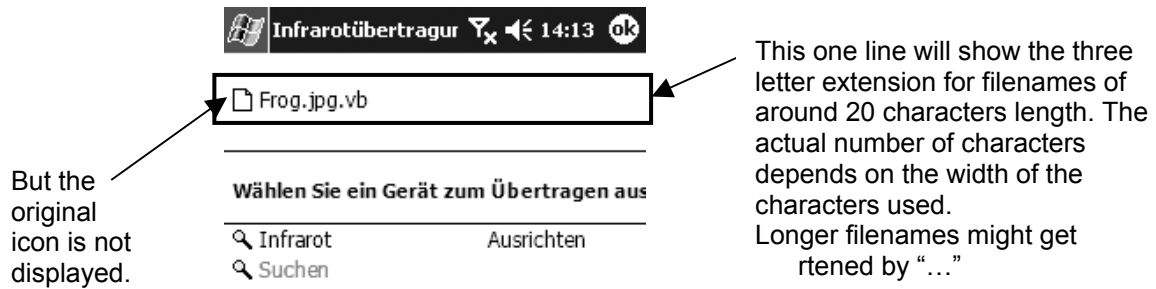 Infrarotübertragur 14:13 ok
Frog.jpg.vb
Wählen Sie ein Gerät zum Übertragen aus
Infrarot Ausrichten
Suchen
But the
original
icon is not
displayed.
This one line will show the three
letter extension for filenames of
around 20 characters length. The
actual number of characters
depends on the width of the
characters used.
Longer filenames might get
rtened by “…”